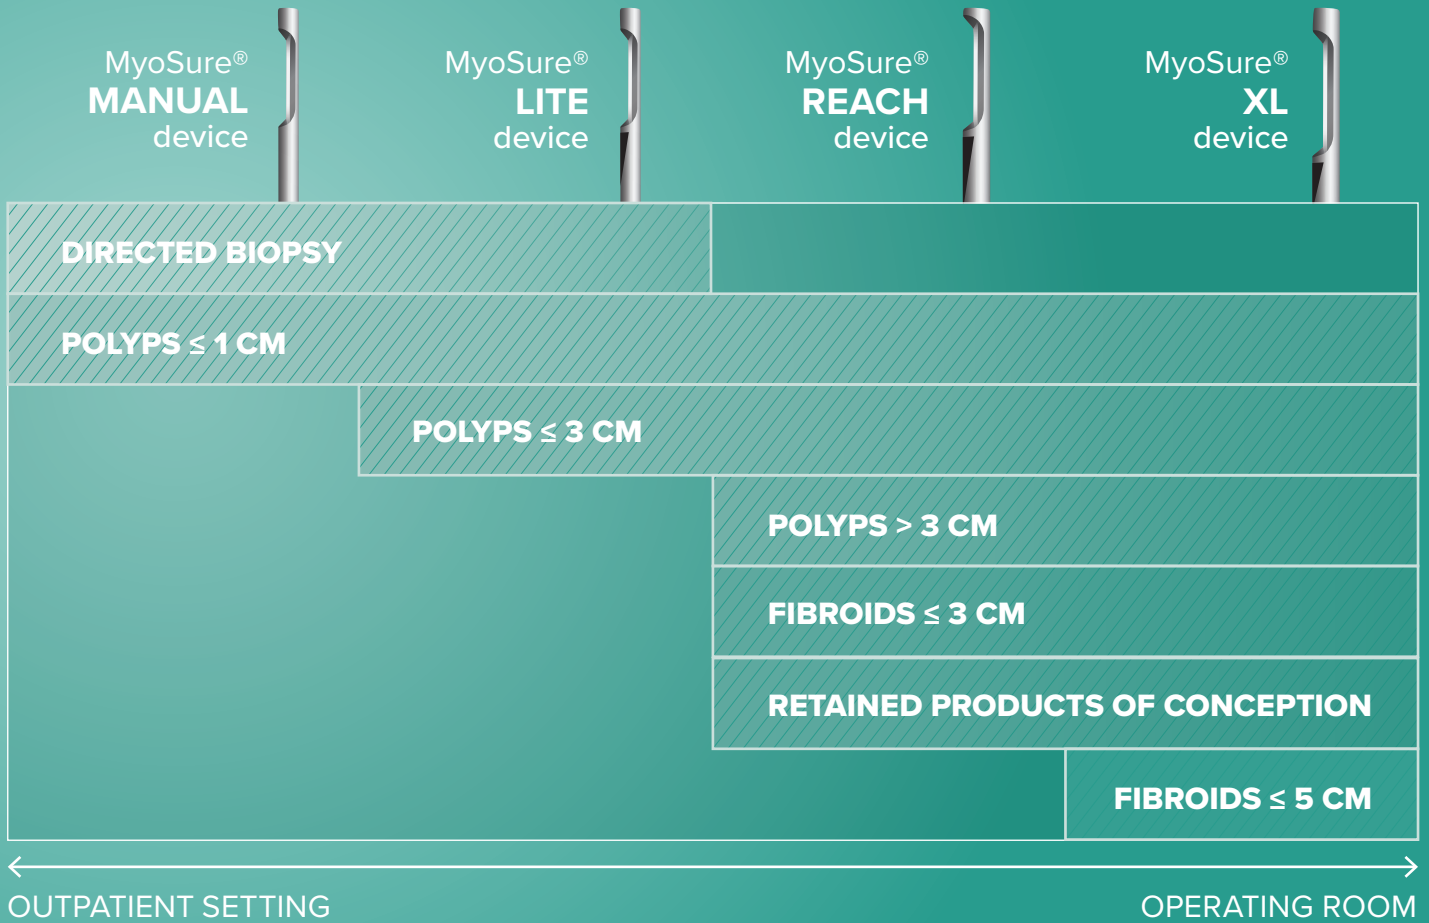 MyoSure®
MANUAL
device
MyoSure®
LITE
device
MyoSure®
REACH
device
MyoSure®
XL
device
DIRECTED BIOPSY
POLYPS ≤ 1 CM
POLYPS ≤ 3 CM
POLYPS > 3 CM
FIBROIDS ≤ 3 CM
RETAINED PRODUCTS OF CONCEPTION
FIBROIDS ≤ 5 CM
OUTPATIENT SETTING
OPERATING ROOM